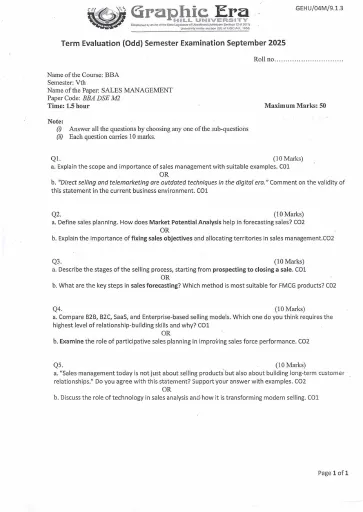 GEHU/04M/9.1.3
Graphic Era
HILL UNIVERSITY
Term Evaluation (Odd) Semester Examination September 2025
Roll no..............................
Name of the Course: BBA
Semester: Vth
Name of the Paper: SALES MANAGEMENT
Paper Code: BBA DSE M2
Time: 1.5 hour Maximum Marks: 50
Note:
(i) Answer all the questions by choosing any one of the sub-questions
(ii) Each question carries 10 marks.
Q1. (10 Marks)
a. Explain the scope and importance of sales management with suitable examples. CO1
OR
b. "Direct selling and telemarketing are outdated techniques in the digital era." Comment on the validity of
this statement in the current business environment. CO1
Q2. (10 Marks)
a. Define sales planning. How does Market Potential Analysis help in forecasting sales? CO2
OR
b. Explain the importance of fixing sales objectives and allocating territories in sales management.CO2
Q3. (10 Marks)
a. Describe the stages of the selling process, starting from prospecting to closing a sale. CO1
OR
b. What are the key steps in sales forecasting? Which method is most suitable for FMCG products? CO2
Q4. (10 Marks)
a. Compare B2B, B2C, SaaS, and Enterprise-based selling models. Which one do you think requires the
highest level of relationship-building skills and why? CO1
OR
b. Examine the role of participative sales planning in improving sales force performance. CO2
Q5. (10 Marks)
a. "Sales management today is not just about selling products but also about building long-term customer
relationships." Do you agree with this statement? Support your answer with examples. CO2
OR
b. Discuss the role of technology in sales analysis and how it is transforming modern selling. CO1
Page 1 of 1